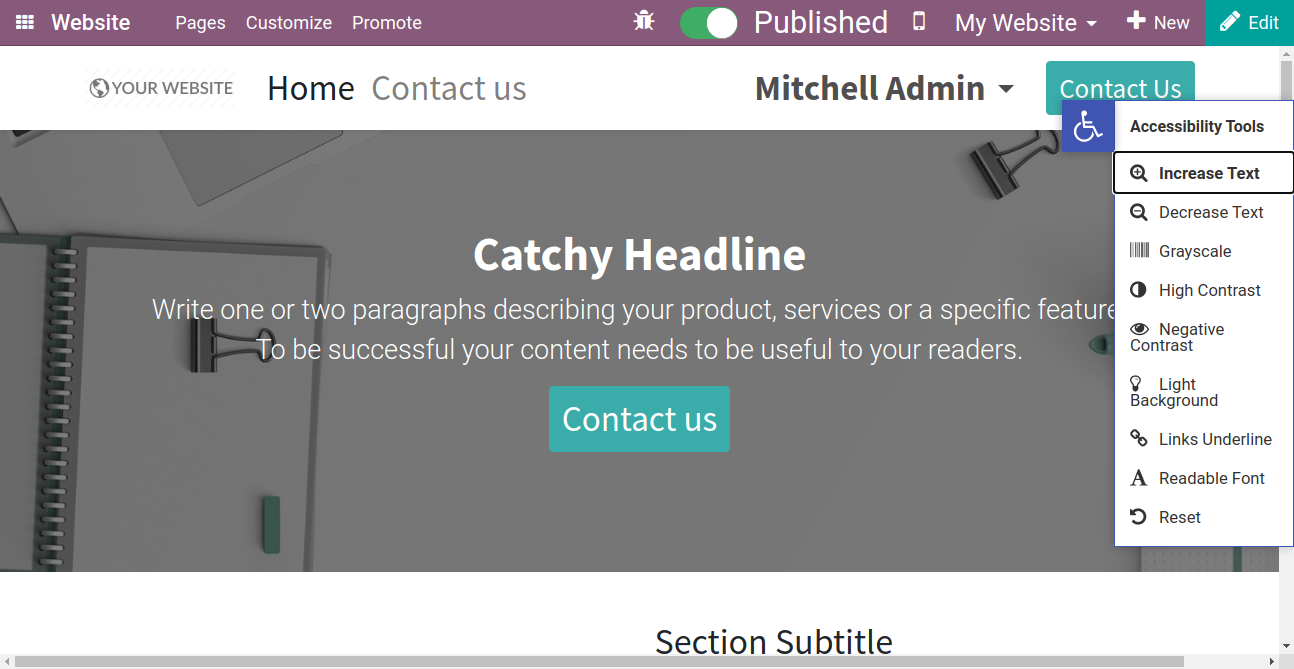 Website Pages Customize Promote Published My Website New Edit
YOUR WEBSITE Home Contact us Mitchell Admin Contact Us
Accessibility Tools
Increase Text
Decrease Text
Grayscale
High Contrast
Negative
Contrast
Light
Background
Links Underline
Readable Font
Reset
Catchy Headline
Write one or two paragraphs describing your product, services or a specific feature
To be successful your content needs to be useful to your readers.
Contact us
Section Subtitle